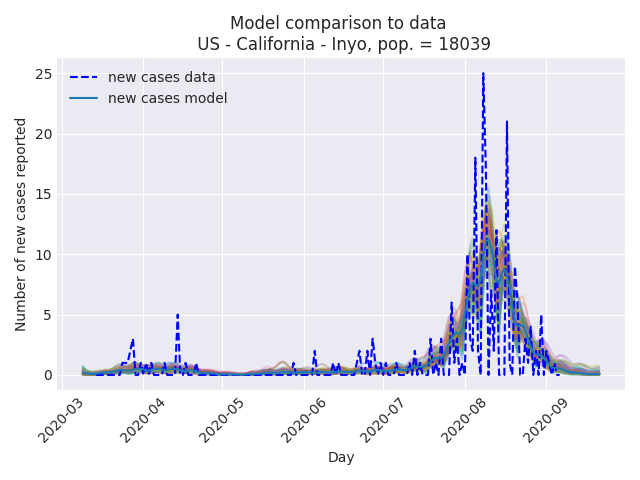 Model comparison to data
US - California - Inyo, pop. = 18039
new cases data
new cases model
Number of new cases reported
25
20
15
10
5
0
2020-03
2020-04
2020-05
2020-06
2020-07
2020-08
2020-09
Day